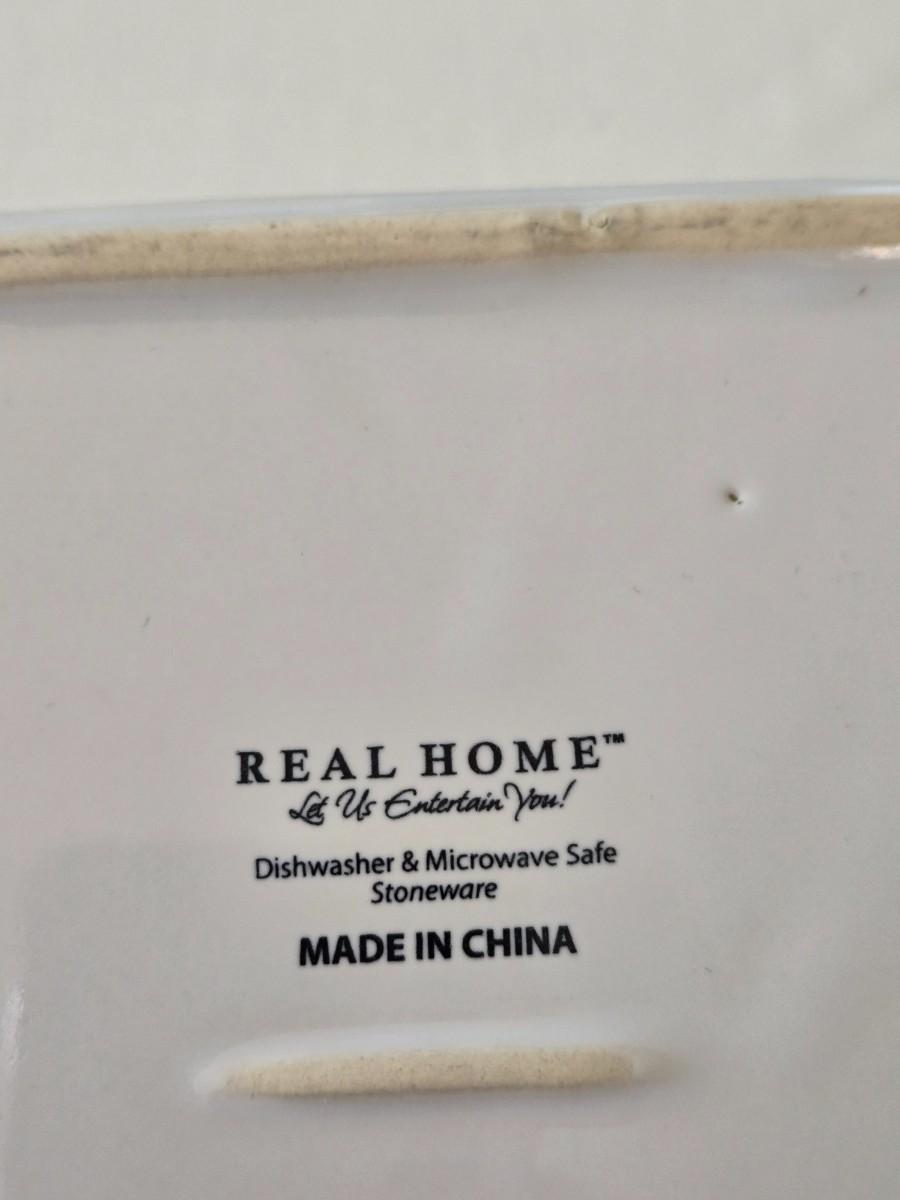 REAL HOME™
Let Us Entertain You!
Dishwasher & Microwave Safe
Stoneware
MADE IN CHINA